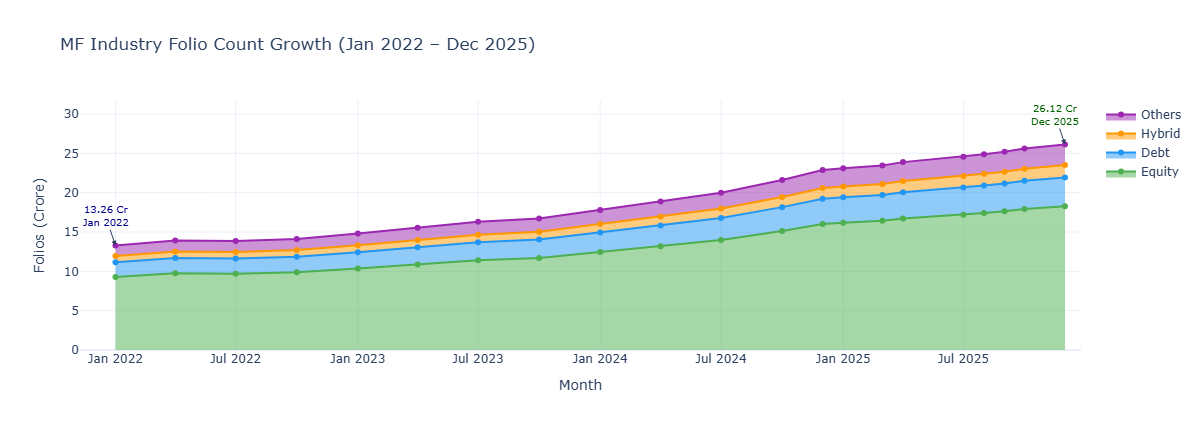 MF Industry Folio Count Growth (Jan 2022 – Dec 2025)
Folios (Crore)
30
25
20
15
10
5
0
13.26 Cr
Jan 2022
26.12 Cr
Dec 2025
Others
Hybrid
Debt
Equity
Jan 2022
Jul 2022
Jan 2023
Jul 2023
Jan 2024
Jul 2024
Jan 2025
Jul 2025
Month